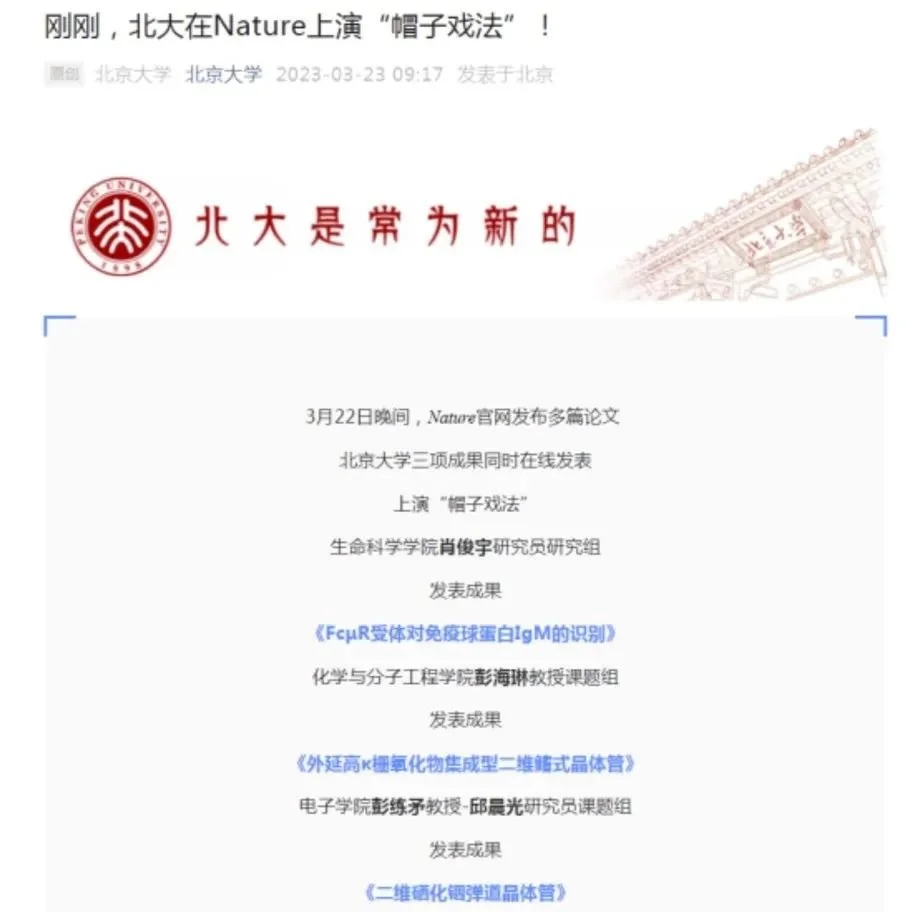 刚刚，北大在Nature上演“帽子戏法”！
原创 北京大学 北京大学 2023-03-23 09:17 发表于北京
PEKING UNIVERSITY
1898
北大是常为新的
北京大学
3月22日晚间，Nature官网发布多篇论文
北京大学三项成果同时在线发表
上演“帽子戏法”
生命科学学院肖俊宇研究员研究组
发表成果
《FcμR受体对免疫球蛋白IgM的识别》
化学与分子工程学院彭海琳教授课题组
发表成果
《外延高κ栅氧化物集成型二维鳍式晶体管》
电子学院彭练矛教授-邱晨光研究员课题组
发表成果
《二维硒化铟弹道晶体管》